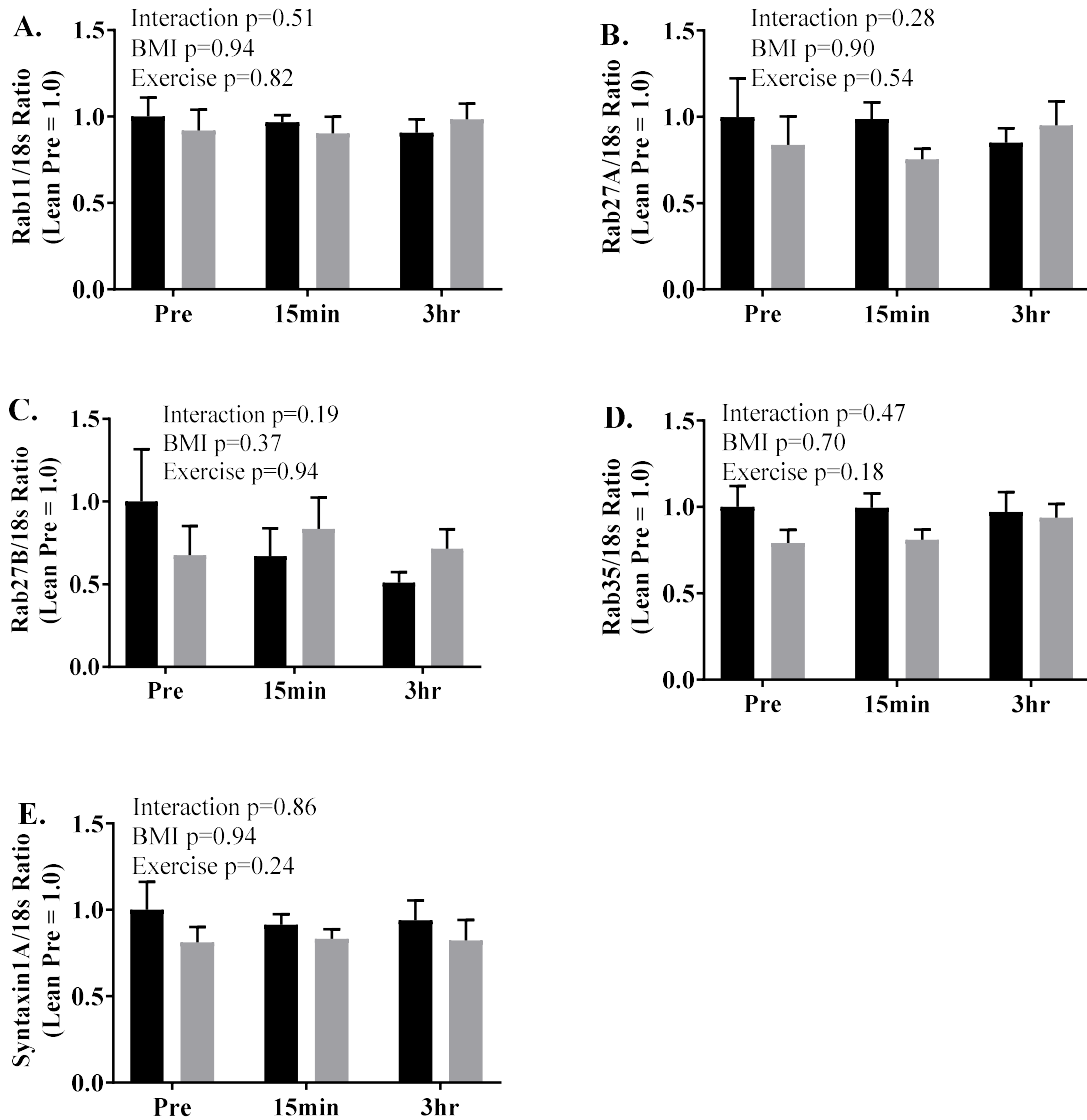 A.
Interaction p=0.51
BMI p=0.94
Exercise p=0.82
Rab11/18s Ratio
(Lean Pre = 1.0)
1.5
1.0
0.5
0.0
Pre 15min 3hr
B.
Interaction p=0.28
BMI p=0.90
Exercise p=0.54
Rab27A/18s Ratio
(Lean Pre = 1.0)
1.5
1.0
0.5
0.0
Pre 15min 3hr
C.
Interaction p=0.19
BMI p=0.37
Exercise p=0.94
Rab27B/18s Ratio
(Lean Pre = 1.0)
1.5
1.0
0.5
0.0
Pre 15min 3hr
D.
Interaction p=0.47
BMI p=0.70
Exercise p=0.18
Rab35/18s Ratio
(Lean Pre = 1.0)
1.5
1.0
0.5
0.0
Pre 15min 3hr
E.
Interaction p=0.86
BMI p=0.94
Exercise p=0.24
Syntaxin1A/18s Ratio
(Lean Pre = 1.0)
1.5
1.0
0.5
0.0
Pre 15min 3hr